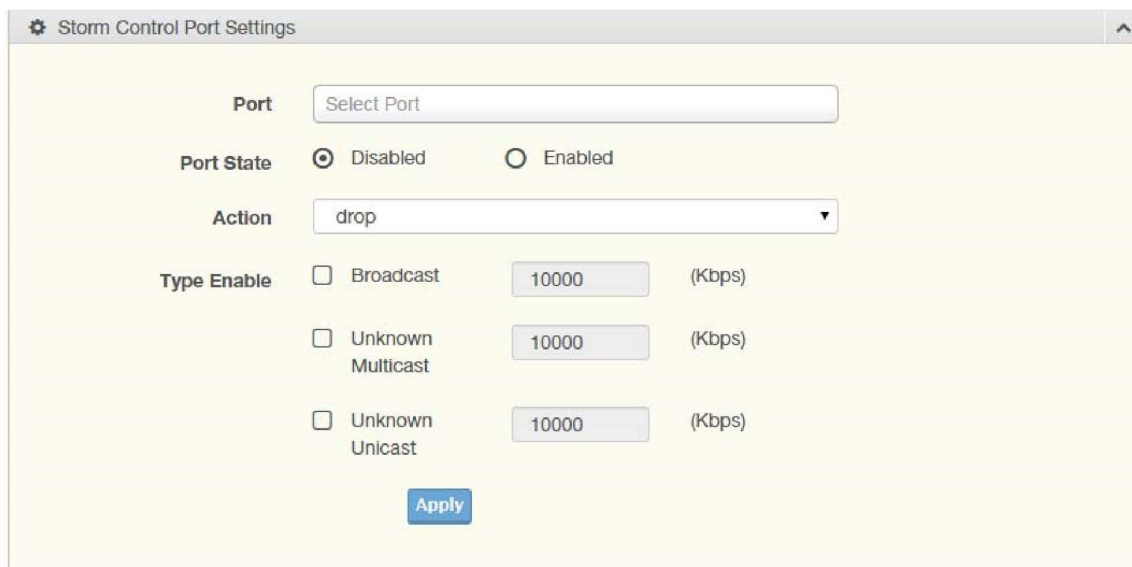 Storm Control Port Settings
Port Select Port
Port State Disabled Enabled
Action drop
Type Enable Broadcast 10000 (Kbps)
Unknown Multicast 10000 (Kbps)
Unknown Unicast 10000 (Kbps)
Apply